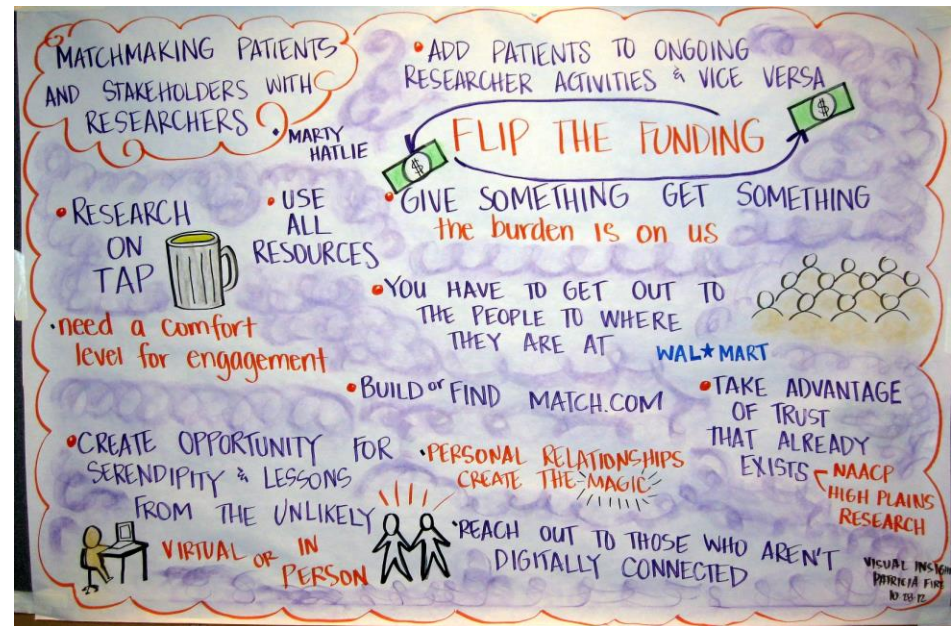 MATCHMAKING PATIENTS
AND STAKEHOLDERS WITH
RESEARCHERS
• MARTY
HATLIE
• ADD PATIENTS TO ONGOING
RESEARCHER ACTIVITIES & VICE VERSA
$
$
FLIP THE FUNDING
• GIVE SOMETHING GET SOMETHING
the burden IS on us
• RESEARCH
ON
TAP
• USE
ALL
RESOURCES
• need a comfort
level for engagement
• YOU HAVE TO GET OUT TO
THE PEOPLE TO WHERE
THEY ARE AT
WAL★MART
• BUILD or FIND MATCH.COM
• TAKE ADVANTAGE
OF TRUST
THAT ALREADY
EXISTS
NAACP
HIGH PLAINS
RESEARCH
• CREATE OPPORTUNITY FOR
SERENDIPITY & LESSONS
FROM THE UNLIKELY
VIRTUAL OR IN
PERSON
• PERSONAL RELATIONSHIPS
CREATE THE MAGIC
• REACH OUT TO THOSE WHO AREN'T
DIGITALLY CONNECTED
VISUAL
PATRICIA